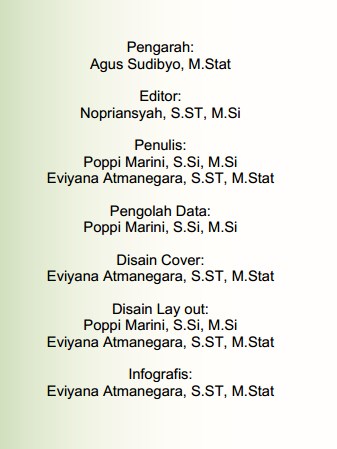 Pengarah:
Agus Sudibyo, M.Stat
Editor:
Nopriansyah, S.ST, M.Si
Penulis:
Poppi Marini, S.Si, M.Si
Eviyana Atmanegara, S.ST, M.Stat
Pengolah Data:
Poppi Marini, S.Si, M.Si
Disain Cover:
Eviyana Atmanegara, S.ST, M.Stat
Disain Lay out:
Poppi Marini, S.Si, M.Si
Eviyana Atmanegara, S.ST, M.Stat
Infografis:
Eviyana Atmanegara, S.ST, M.Stat